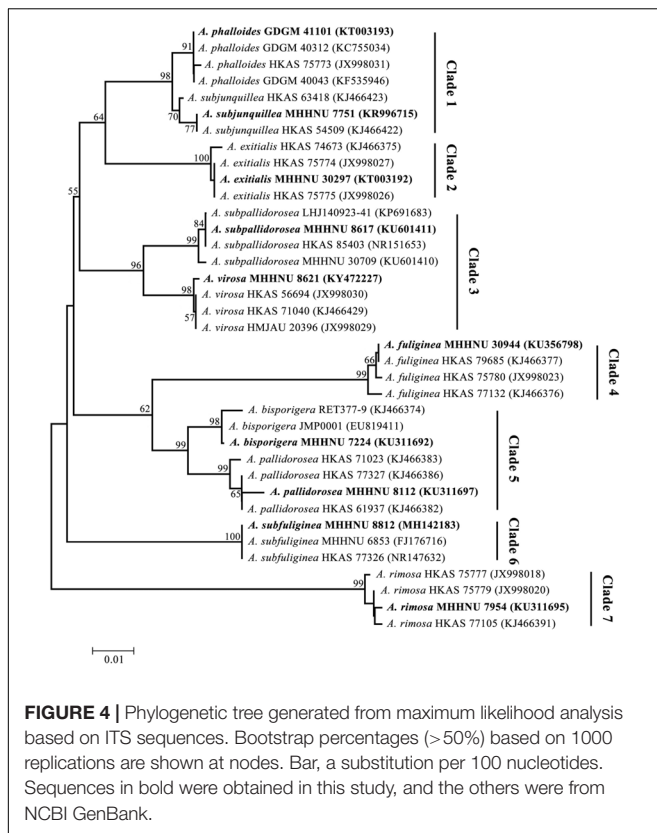 A. phalloides GDGM 41101 (KT003193)
91
A. phalloides GDGM 40312 (KC755034)
A. phalloides HKAS 75773 (JX998031)
98
A. phalloides GDGM 40043 (KF535946)
Clade 1
A. subjunquillea HKAS 63418 (KJ466423)
70
A. subjunquillea MHHNU 7751 (KR996715)
64
77
A. subjunquillea HKAS 54509 (KJ466422)
A. exitialis HKAS 74673 (KJ466375)
100
A. exitialis HKAS 75774 (JX998027)
Clade 2
A. exitialis MHHNU 30297 (KT003192)
55
A. exitialis HKAS 75775 (JX998026)
A. subpallidorosea LHJ140923-41 (KP691683)
84
A. subpallidorosea MHHNU 8617 (KU601411)
99
A. subpallidorosea HKAS 85403 (NR151653)
A. subpallidorosea MHHNU 30709 (KU601410)
Clade 3
96
A. virosa MHHNU 8621 (KY472227)
98
A. virosa HKAS 56694 (JX998030)
A. virosa HKAS 71040 (KJ466429)
57
A. virosa HMJAU 20396 (JX998029)
A. fuliginea MHHNU 30944 (KU356798)
66
A. fuliginea HKAS 79685 (KJ466377)
99
A. fuliginea HKAS 75780 (JX998023)
Clade 4
A. fuliginea HKAS 77132 (KJ466376)
62
A. bisporigera RET377-9 (KJ466374)
98
A. bisporigera JMP0001 (EU819411)
A. bisporigera MHHNU 7224 (KU311692)
99
A. pallidorosea HKAS 71023 (KJ466383)
Clade 5
99
A. pallidorosea HKAS 77327 (KJ466386)
65
A. pallidorosea MHHNU 8112 (KU311697)
A. pallidorosea HKAS 61937 (KJ466382)
A. subfuliginea MHHNU 8812 (MH142183)
100
A. subfuliginea MHHNU 6853 (FJ176716)
Clade 6
A. subfuliginea HKAS 77326 (NR147632)
A. rimosa HKAS 75777 (JX998018)
99
A. rimosa HKAS 75779 (JX998020)
A. rimosa MHHNU 7954 (KU311695)
Clade 7
A. rimosa HKAS 77105 (KJ466391)
0.01
FIGURE 4 | Phylogenetic tree generated from maximum likelihood analysis
based on ITS sequences. Bootstrap percentages (>50%) based on 1000
replications are shown at nodes. Bar, a substitution per 100 nucleotides.
Sequences in bold were obtained in this study, and the others were from
NCBI GenBank.